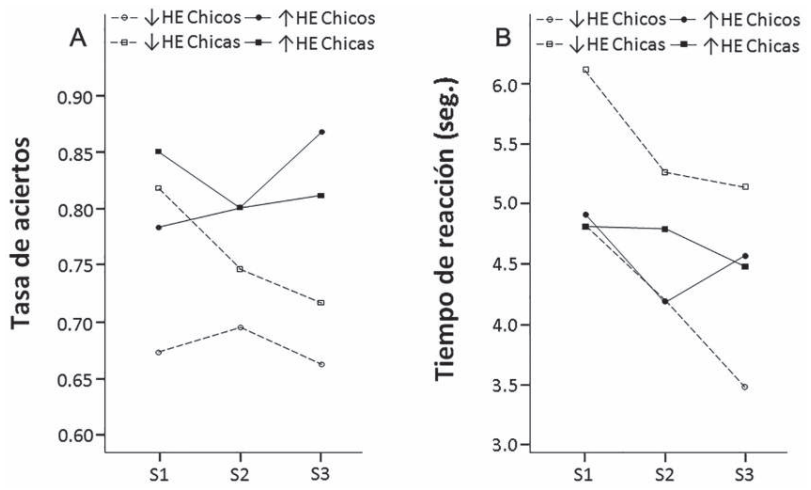 A
↓HE Chicos ↑HE Chicos
↓HE Chicas ↑HE Chicas
Tasa de aciertos
0.90
0.85
0.80
0.75
0.70
0.65
0.60
S1 S2 S3
B
↓HE Chicos ↑HE Chicos
↓HE Chicas ↑HE Chicas
Tiempo de reacción (seg.)
6.0
5.5
5.0
4.5
4.0
3.5
3.0
S1 S2 S3